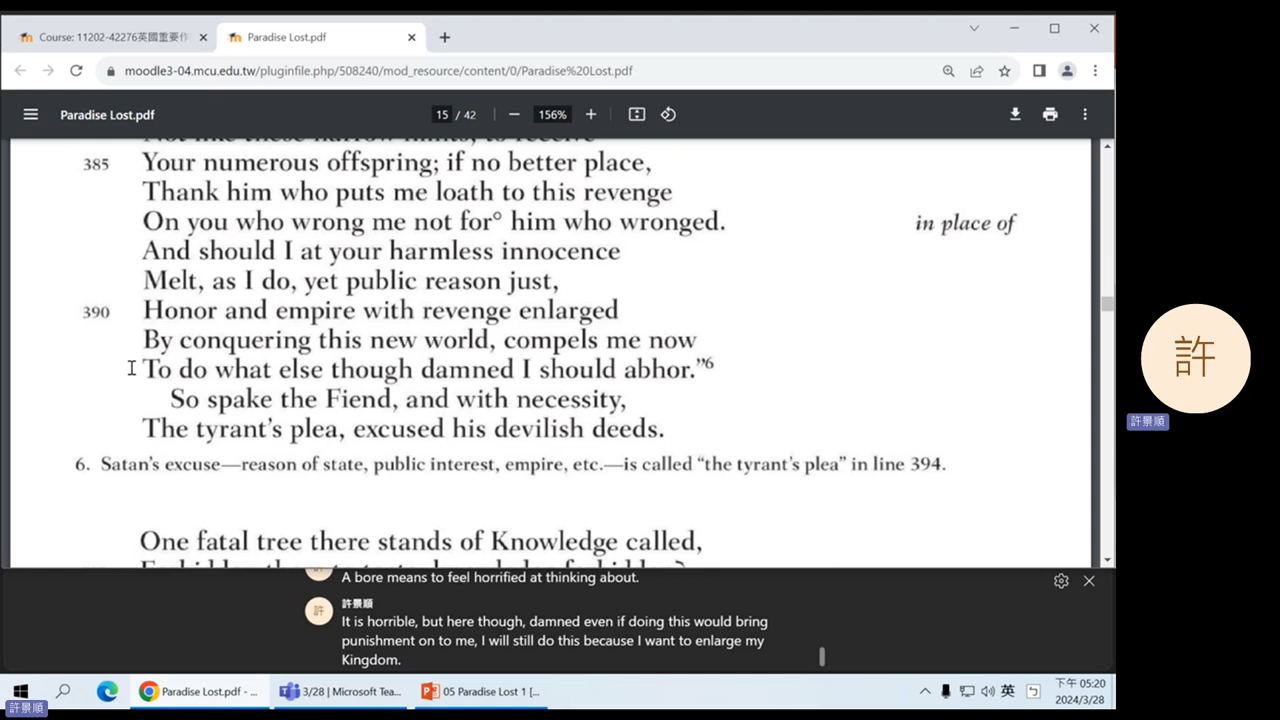 Course: 11202-42276英國重要作
Paradise Lost.pdf
moodle3-04.mcu.edu.tw/pluginfile.php/508240/mod_resource/content/0/Paradise%20Lost.pdf
Paradise Lost.pdf
15 / 42
156%
385 Your numerous offspring; if no better place,
Thank him who puts me loath to this revenge
On you who wrong me not for° him who wronged. in place of
And should I at your harmless innocence
Melt, as I do, yet public reason just,
390 Honor and empire with revenge enlarged
By conquering this new world, compels me now
To do what else though damned I should abhor.”6
So spake the Fiend, and with necessity,
The tyrant’s plea, excused his devilish deeds.
6. Satan’s excuse—reason of state, public interest, empire, etc.—is called “the tyrant’s plea” in line 394.
One fatal tree there stands of Knowledge called,
A bore means to feel horrified at thinking about.
許景順
許
It is horrible, but here though, damned even if doing this would bring
punishment on to me, I will still do this because I want to enlarge my
Kingdom.
許
許景順
Paradise Lost.pdf - ...
3/28 | Microsoft Tea...
05 Paradise Lost 1 [...
英
下午 05:20
2024/3/28
許景順